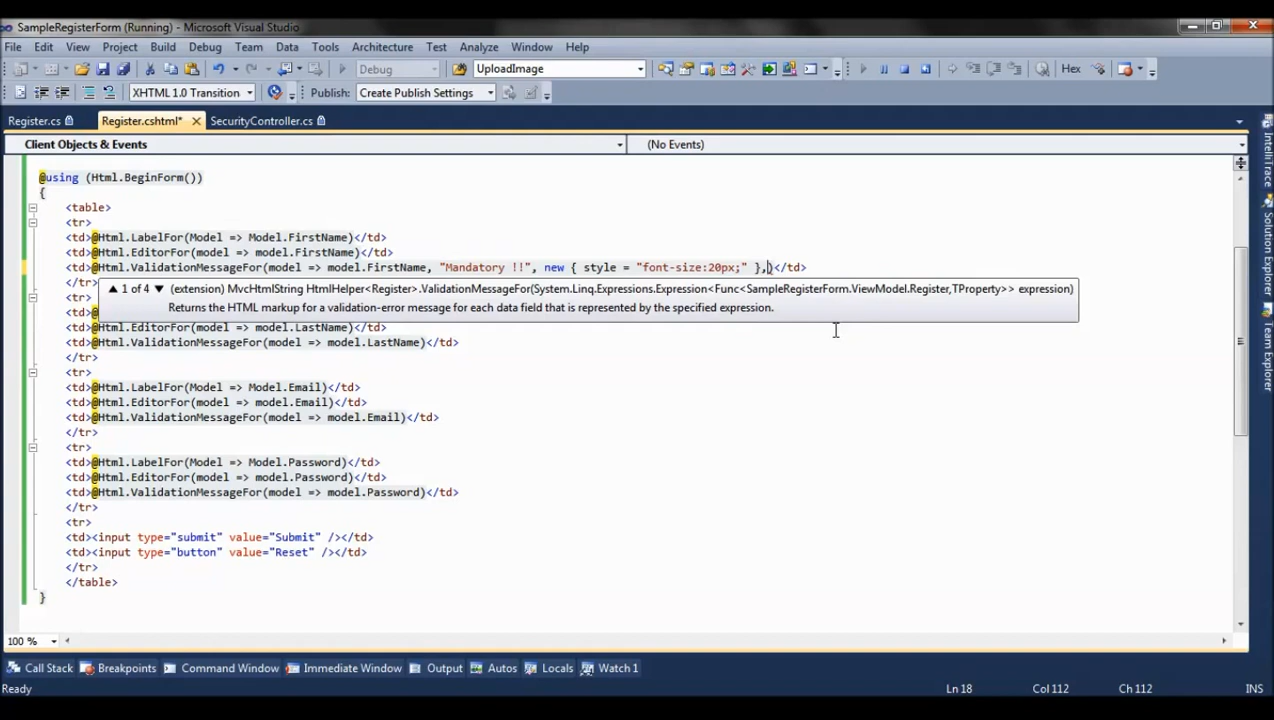 SampleRegisterForm (Running) - Microsoft Visual Studio
File Edit View Project Build Debug Team Data Tools Architecture Test Analyze Window Help
Debug UploadImage Hex
XHTML 1.0 Transition Publish: Create Publish Settings
Register.cs Register.cshtml* SecurityController.cs
Client Objects & Events (No Events)
@using (Html.BeginForm())
{
<table>
<tr>
<td>@Html.LabelFor(Model => Model.FirstName)</td>
<td>@Html.EditorFor(model => model.FirstName)</td>
<td>@Html.ValidationMessageFor(model => model.FirstName, "Mandatory !!", new { style = "font-size:20px;" },)</td>
</tr>
1 of 4 (extension) MvcHtmlString HtmlHelper<Register>.ValidationMessageFor(System.Linq.Expressions.Expression<Func<SampleRegisterForm.ViewModel.Register,TProperty>> expression)
<tr>
Returns the HTML markup for a validation-error message for each data field that is represented by the specified expression.
<td>@Html.EditorFor(model => model.LastName)</td>
<td>@Html.ValidationMessageFor(model => model.LastName)</td>
</tr>
<tr>
<td>@Html.LabelFor(Model => Model.Email)</td>
<td>@Html.EditorFor(model => model.Email)</td>
<td>@Html.ValidationMessageFor(model => model.Email)</td>
</tr>
<tr>
<td>@Html.LabelFor(Model => Model.Password)</td>
<td>@Html.EditorFor(model => model.Password)</td>
<td>@Html.ValidationMessageFor(model => model.Password)</td>
</tr>
<tr>
<td><input type="submit" value="Submit" /></td>
<td><input type="button" value="Reset" /></td>
</tr>
</table>
}
100 %
Call Stack Breakpoints Command Window Immediate Window Output Autos Locals Watch 1
Ready Ln 18 Col 112 Ch 112 INS
IntelliTrace
Team Explorer